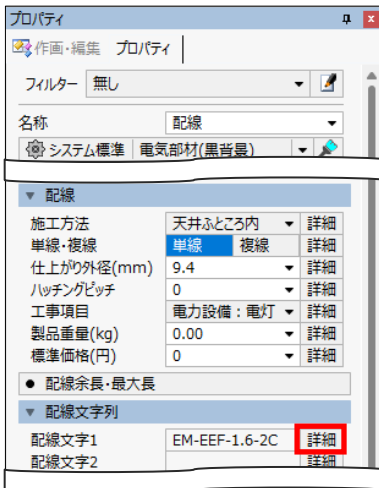 プロパティ
作画・編集 プロパティ
フィルター 無し
名称 配線
システム標準 電気部材(黒背景)
▼ 配線
施工方法 天井ふところ内 詳細
単線・複線 単線 複線 詳細
仕上がり外径(mm) 9.4 詳細
ハッチングピッチ 0 詳細
工事項目 電力設備：電灯 詳細
製品重量(kg) 0.00 詳細
標準価格(円) 0 詳細
● 配線余長・最大長
▼ 配線文字列
配線文字1 EM-EEF-1.6-2C 詳細
配線文字2 詳細